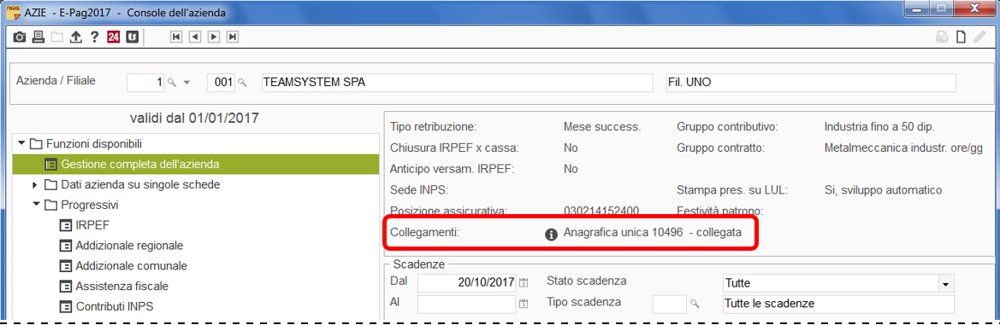 PAGHE AZIE - E-Pag2017 - Console dell'azienda
24
Azienda / Filiale 1 001 TEAMSYSTEM SPA Fil. UNO
validi dal 01/01/2017
Funzioni disponibili
Gestione completa dell'azienda
Dati azienda su singole schede
Progressivi
IRPEF
Addizionale regionale
Addizionale comunale
Assistenza fiscale
Contributi INPS
Tipo retribuzione: Mese success. Gruppo contributivo: Industria fino a 50 dip.
Chiusura IRPEF x cassa: No Gruppo contratto: Metalmeccanica industr. ore/gg
Anticipo versam. IRPEF: No
Sede INPS: Stampa pres. su LUL: Si, sviluppo automatico
Posizione assicurativa: 030214152400 Festività patrono:
Collegamenti: Anagrafica unica 10496 - collegata
Scadenze
Dal 20/10/2017 Stato scadenza Tutte
Al Tipo scadenza Tutte le scadenze